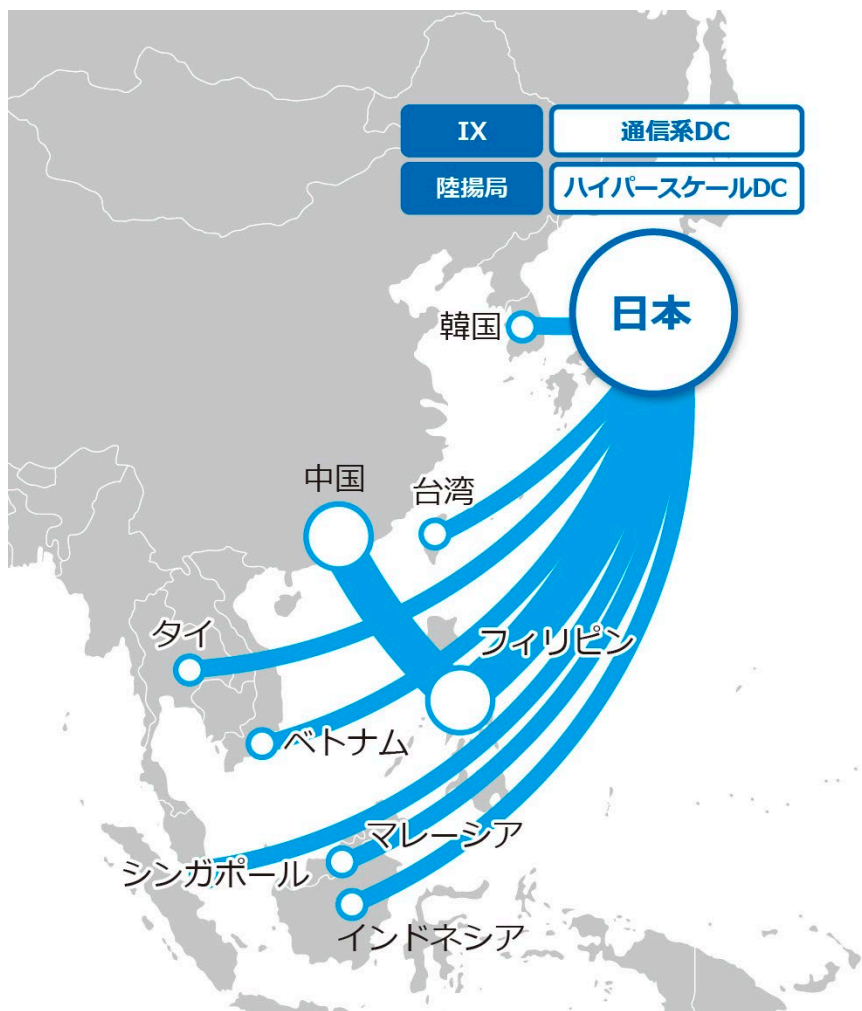 IX
通信系DC
陸揚局
ハイパースケールDC
日本
韓国
中国
台湾
タイ
フィリピン
ベトナム
マレーシア
シンガポール
インドネシア